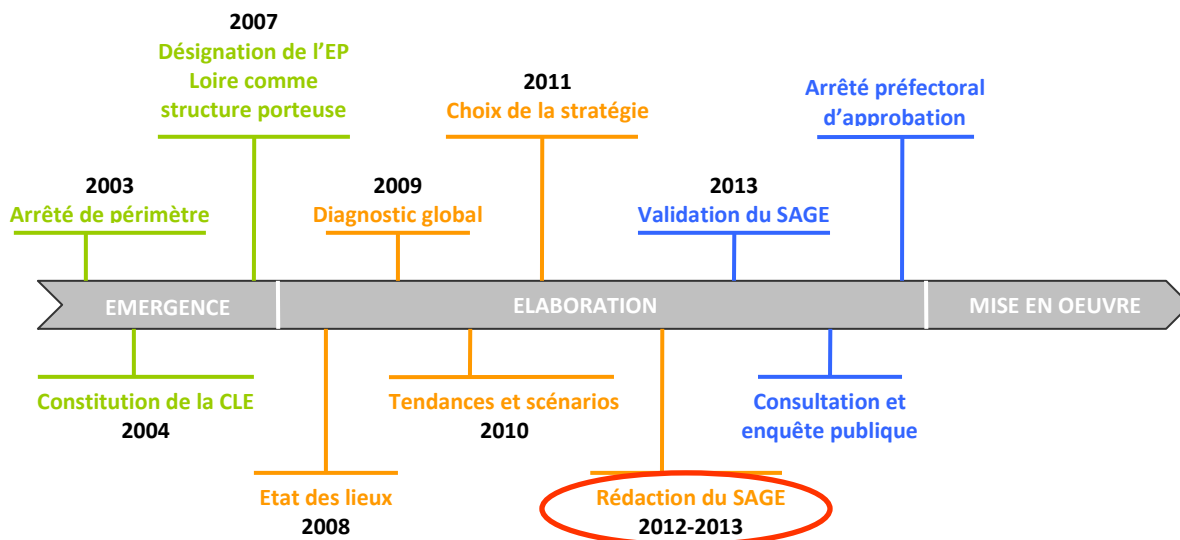 2007
Désignation de l’EP
Loire comme
structure porteuse
2011
Choix de la stratégie
Arrêté préfectoral
d’approbation
2003
Arrêté de périmètre
2009
Diagnostic global
2013
Validation du SAGE
EMERGENCE
ELABORATION
MISE EN OEUVRE
Constitution de la CLE
2004
Tendances et scénarios
2010
Consultation et
enquête publique
Etat des lieux
2008
Rédaction du SAGE
2012-2013